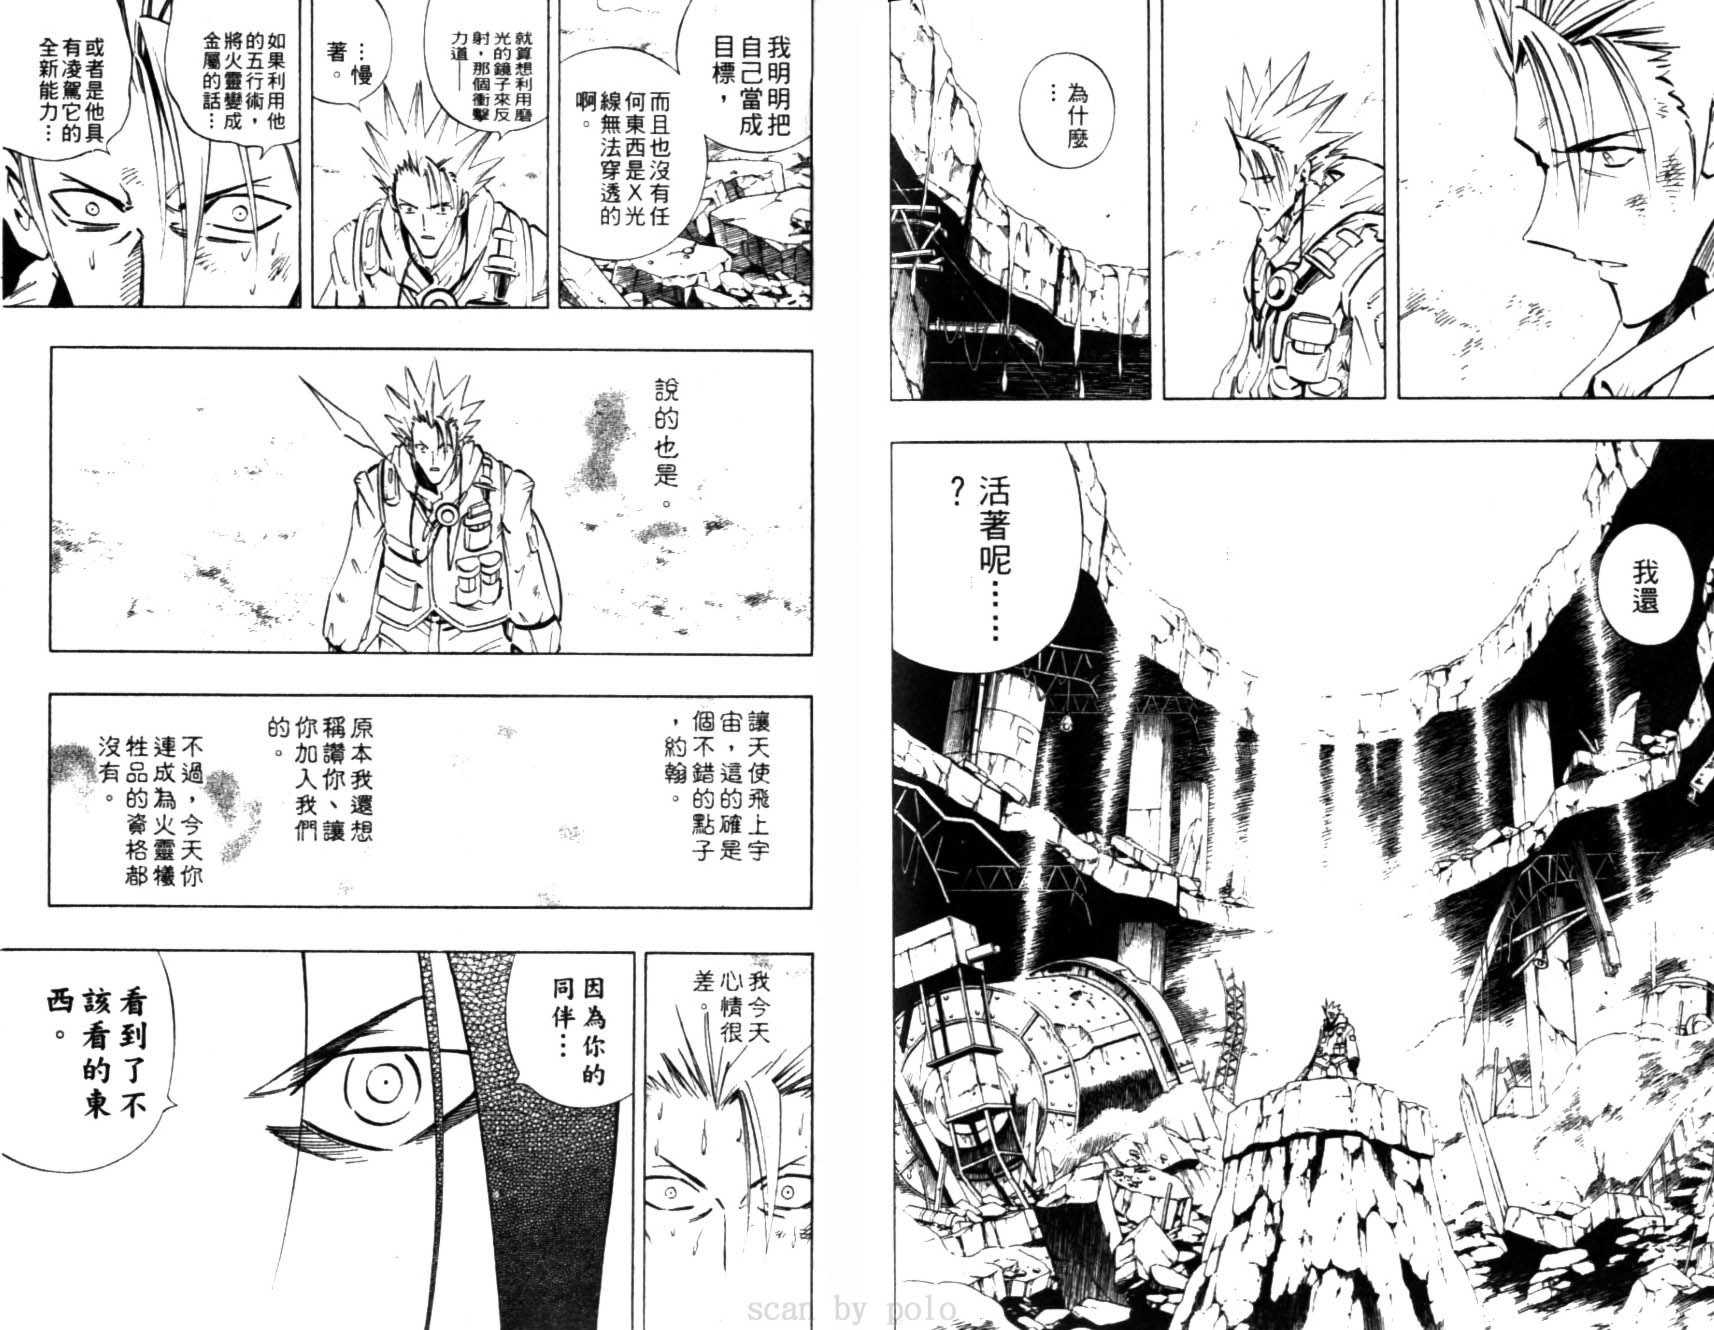 為什麼
…
我還
活著呢……
？
我明明把
自己當成
目標，
而且也沒有任
何東西是X光
線無法穿透的
啊。
就算想利用磨
光的鏡子來反
射，那個衝擊
力道──
…慢
著。
如果利用他
的五行術，
將火靈變成
金屬的話…
或者是他具
有凌駕它的
全新能力…
說的也是。
讓天使飛上宇
宙，這的確是
個不錯的點子
，約翰。
原本我還想
稱讚你、讓
你加入我們
的。
不過，今天你
連成為火靈犧
牲品的資格都
沒有。
我今天
心情很
差。
因為你的
同伴…
看到了不
該看的東
西。
scan by polo